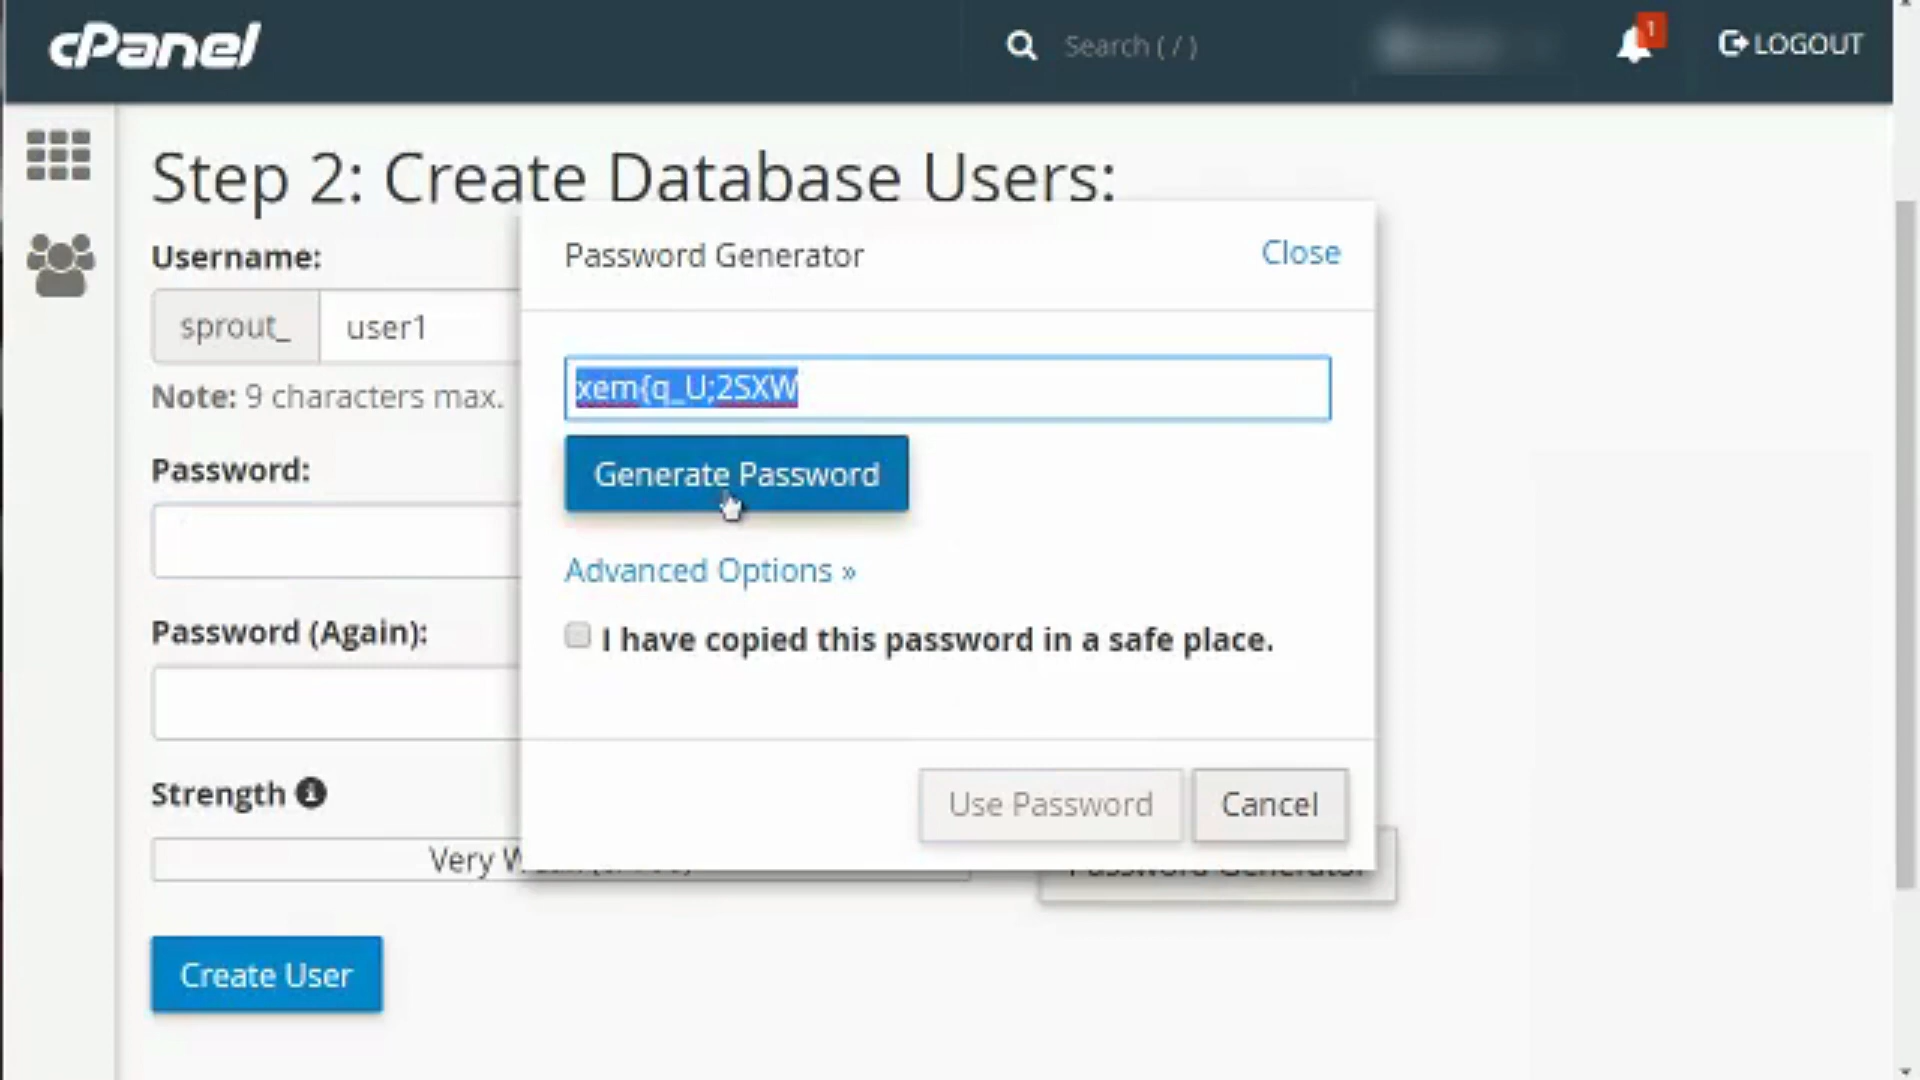 cPanel
Search ( / )
1
LOGOUT
Step 2: Create Database Users:
Username:
sprout_
user1
Note: 9 characters max.
Password:
Password (Again):
Strength
Very
Password Generator
Close
xem{q_U;2SXW
Generate Password
Advanced Options »
I have copied this password in a safe place.
Use Password
Cancel
Password Generator
Create User